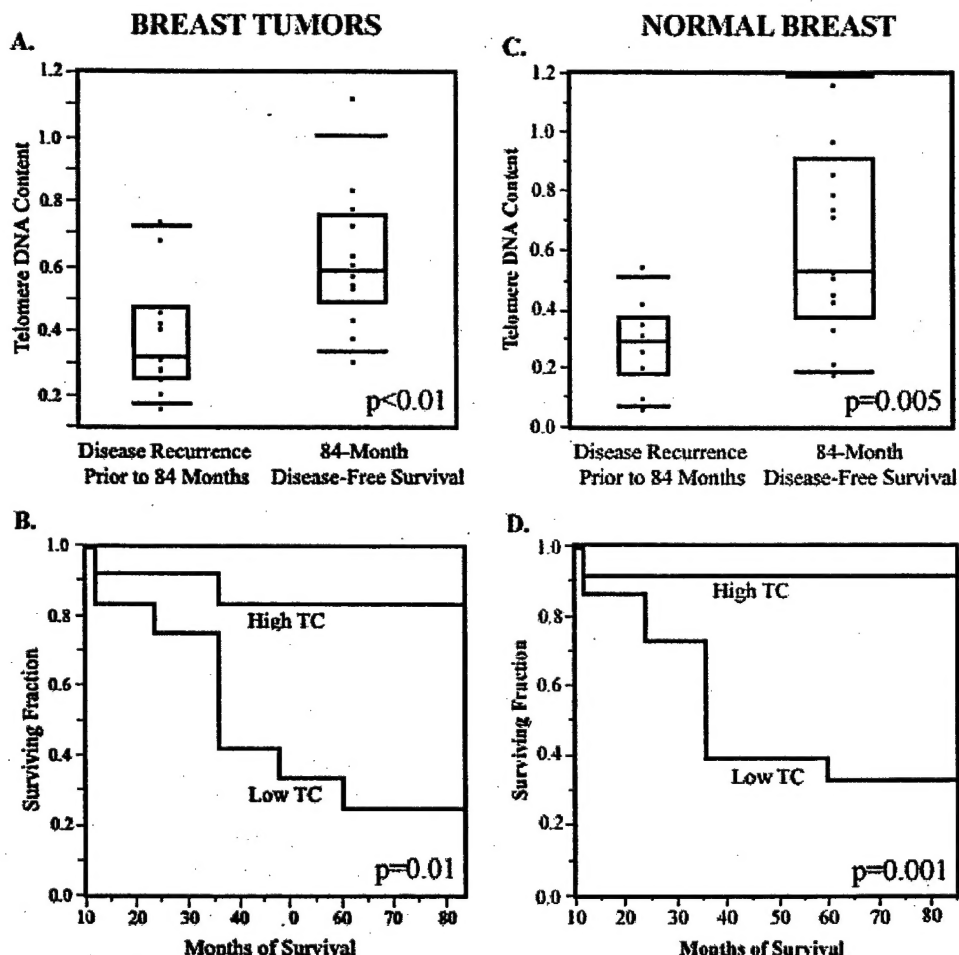 BREAST TUMORS
NORMAL BREAST
A.
1.2
1.0
0.8
0.6
0.4
0.2
Telomere DNA Content
p<0.01
Disease Recurrence
Prior to 84 Months
84-Month
Disease-Free Survival
C.
1.2
1.0
0.8
0.6
0.4
0.2
0.0
Telomere DNA Content
p=0.005
Disease Recurrence
Prior to 84 Months
84-Month
Disease-Free Survival
B.
1.0
0.8
0.6
0.4
0.2
0.0
Surviving Fraction
High TC
Low TC
p=0.01
10 20 30 40 0 60 70 80
Months of Survival
D.
1.0
0.8
0.6
0.4
0.2
0.0
Surviving Fraction
High TC
Low TC
p=0.001
10 20 30 40 50 60 70 80
Months of Survival